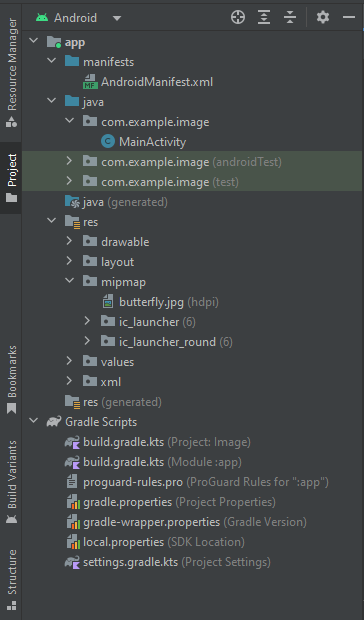 Android
app
manifests
AndroidManifest.xml
java
com.example.image
MainActivity
com.example.image (androidTest)
com.example.image (test)
java (generated)
res
drawable
layout
mipmap
butterfly.jpg (hdpi)
ic_launcher (6)
ic_launcher_round (6)
values
xml
res (generated)
Gradle Scripts
build.gradle.kts (Project: Image)
build.gradle.kts (Module :app)
proguard-rules.pro (ProGuard Rules for ":app")
gradle.properties (Project Properties)
gradle-wrapper.properties (Gradle Version)
local.properties (SDK Location)
settings.gradle.kts (Project Settings)
Resource Manager
Project
Bookmarks
Build Variants
Structure
MF
C